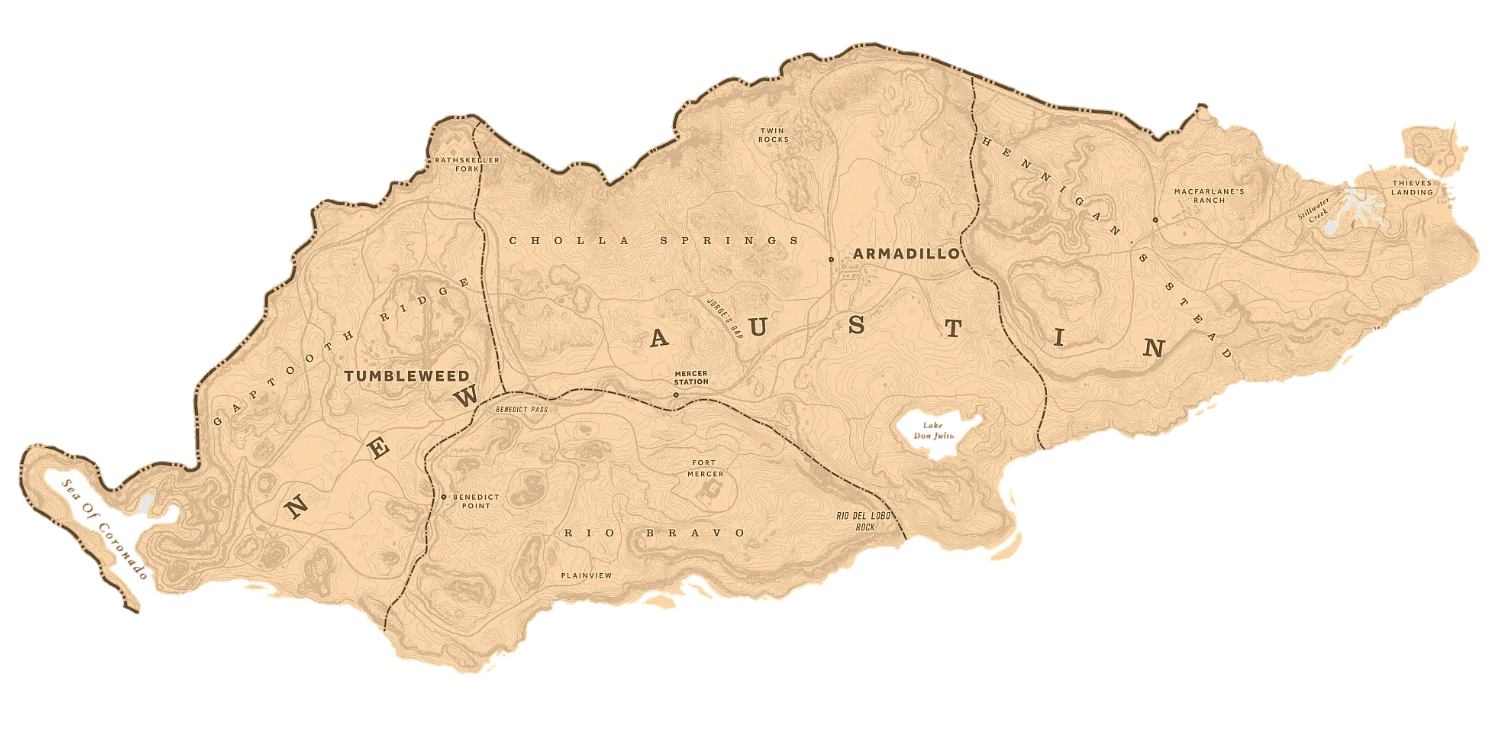 TWIN
ROCKS
RATHSKELLER
FORK
HENNIGAN'S STEAD
MACFARLANE'S
RANCH
THIEVES
LANDING
Stillwater
Creek
CHOLLA SPRINGS
ARMADILLO
GAPTOOTH RIDGE
JORGE'S GAP
NEW AUSTIN
TUMBLEWEED
MERCER
STATION
BENEDICT PASS
Lake
Don Julio
FORT
MERCER
Sea Of Coronado
BENEDICT
POINT
RIO DEL LOBO
ROCK
RIO BRAVO
PLAINVIEW